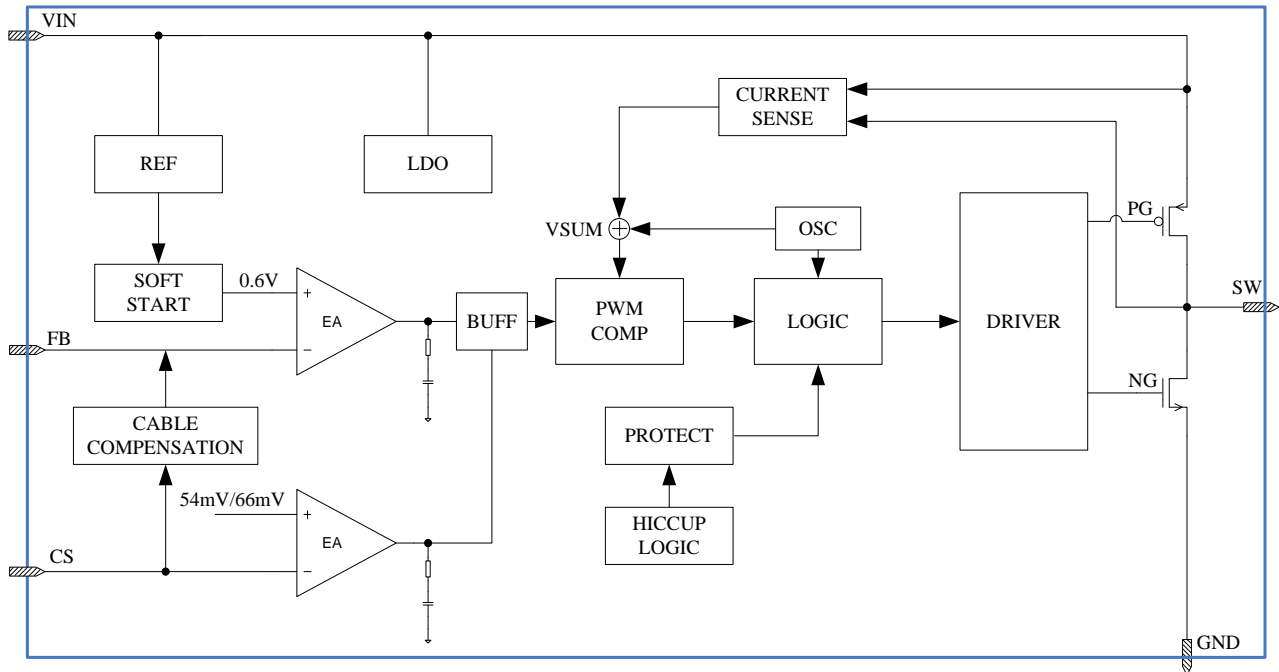 VIN
CURRENT
SENSE
REF
LDO
PG
VSUM
OSC
SOFT
START
0.6V
+
EA
−
BUFF
PWM
COMP
LOGIC
DRIVER
SW
FB
NG
CABLE
COMPENSATION
PROTECT
54mV/66mV
+
EA
−
HICCUP
LOGIC
CS
GND